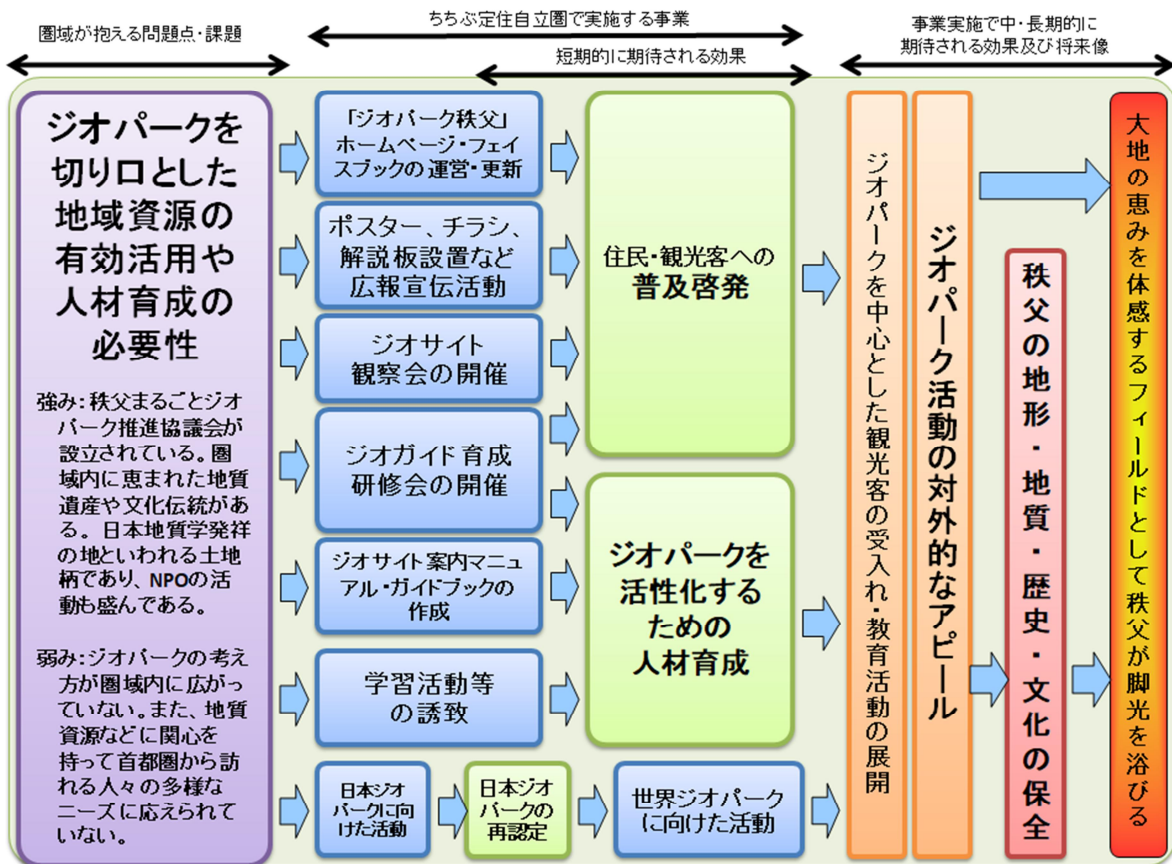 圏域が抱える問題点・課題
ちちぶ定住自立圏で実施する事業
短期的に期待される効果
事業実施で中・長期的に
期待される効果及び将来像
ジオパークを
切り口とした
地域資源の
有効活用や
人材育成の
必要性
強み：秩父まるごとジオ
パーク推進協議会が
設立されている。圏
域内に恵まれた地質
遺産や文化伝統があ
る。日本地質学発祥
の地といわれる土地
柄であり、NPOの活
動も盛んである。
弱み：ジオパークの考え
方が圏域内に広がっ
ていない。また、地質
資源などに関心を
持って首都圏から訪
れる人々の多様な
ニーズに応えられて
いない。
「ジオパーク秩父」
ホームページ・フェイ
スブックの運営・更新
ポスター、チラシ、
解説板設置など
広報宣伝活動
ジオサイト
観察会の開催
ジオガイド育成
研修会の開催
ジオサイト案内マニュ
アル・ガイドブックの
作成
学習活動等
の誘致
日本ジオ
パークに向
けた活動
日本ジオ
パークの
再認定
世界ジオパーク
に向けた活動
住民・観光客への
普及啓発
ジオパークを
活性化する
ための
人材育成
ジオパークを中心とした観光客の受入れ・教育活動の展開
ジオパーク活動の対外的なアピール
秩父の地形・地質・歴史・文化の保全
大地の恵みを体感するフィールドとして秩父が脚光を浴びる